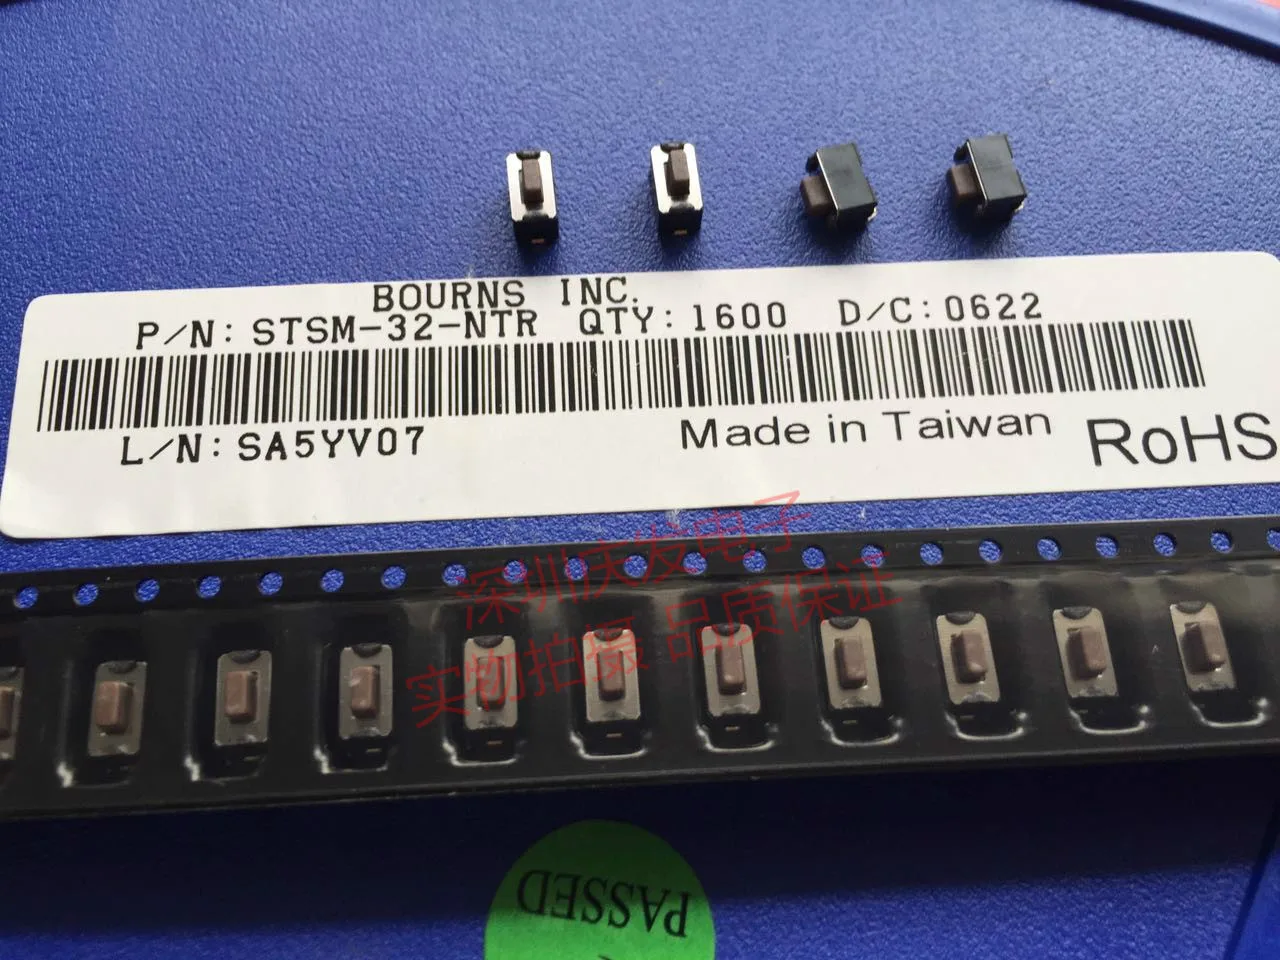 BOURNS INC.
P/N: STSM-32-NTR QTY: 1600 D/C: 0622
L/N: SA5YV07
Made in Taiwan
RoHS
深圳庆发电子
实物拍摄 品质保证
PASSED